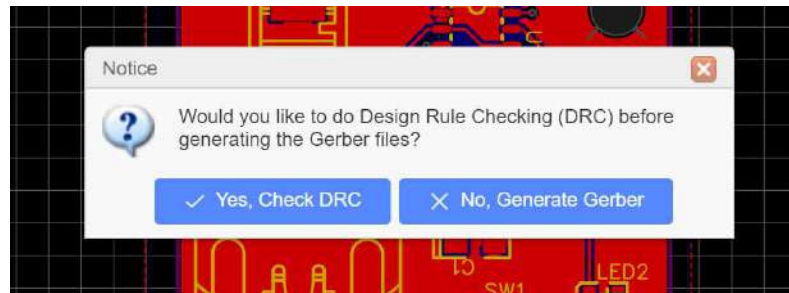 Notice
Would you like to do Design Rule Checking (DRC) before
generating the Gerber files?
Yes, Check DRC
No, Generate Gerber
C1
SW1
LED2